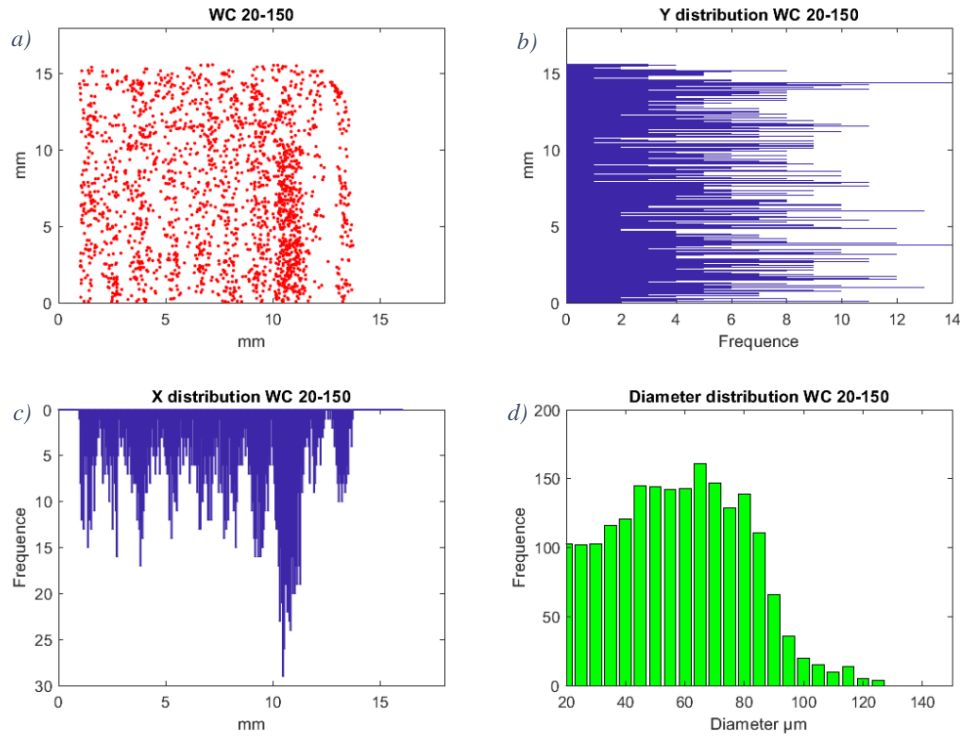 a)
WC 20-150
15
10
5
0
mm
0 5 10 15
mm
b)
Y distribution WC 20-150
15
10
5
0
mm
0 2 4 6 8 10 12 14
Frequence
c)
X distribution WC 20-150
0
5
10
15
20
25
30
Frequence
0 5 10 15
mm
d)
Diameter distribution WC 20-150
200
150
100
50
0
Frequence
20 40 60 80 100 120 140
Diameter µm